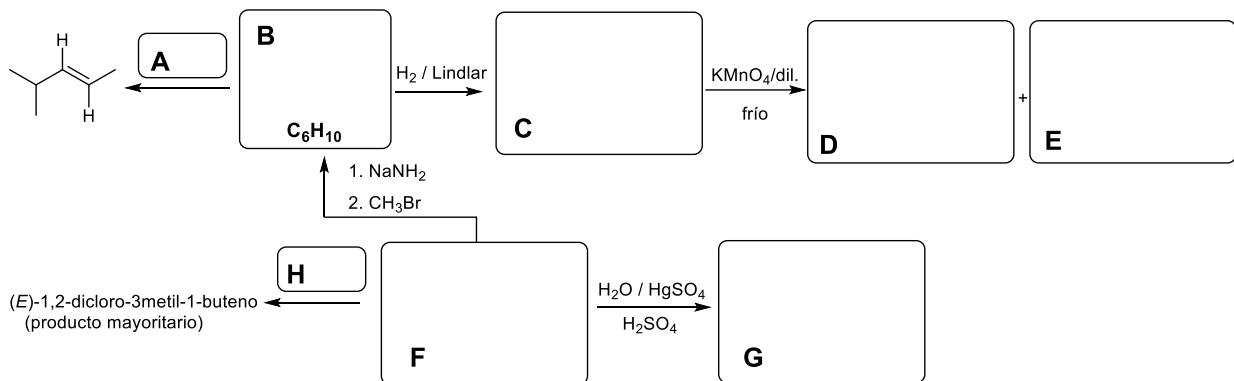 H
H
A
B
C₆H₁₀
H₂ / Lindlar
C
KMnO₄/dil.
frío
D
+
E
1. NaNH₂
2. CH₃Br
H
(E)-1,2-dicloro-3metil-1-buteno
(producto mayoritario)
F
H₂O / HgSO₄
H₂SO₄
G